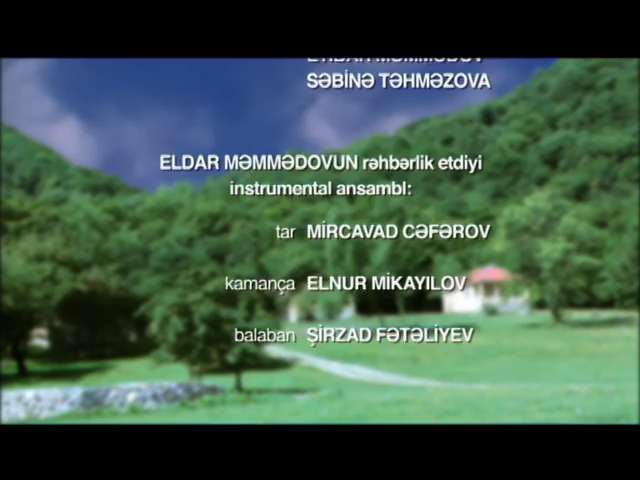 SƏBİNƏ TƏHMƏZOVA
ELDAR MƏMMƏDOVUN rəhbərlik etdiyi
instrumental ansambl:
tar MİRCAVAD CƏFƏROV
kamança ELNUR MİKAYILOV
balaban ŞİRZAD FƏTƏLİYEV